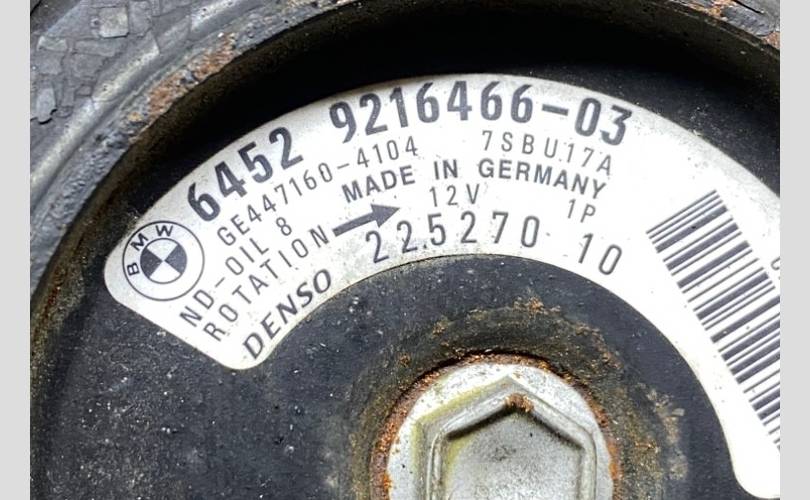 BMW
6452 9216466-03
GE447160-4104 7SBU17A
MADE IN GERMANY
ND-OIL 8 12V 1P
ROTATION 225270 10
DENSO